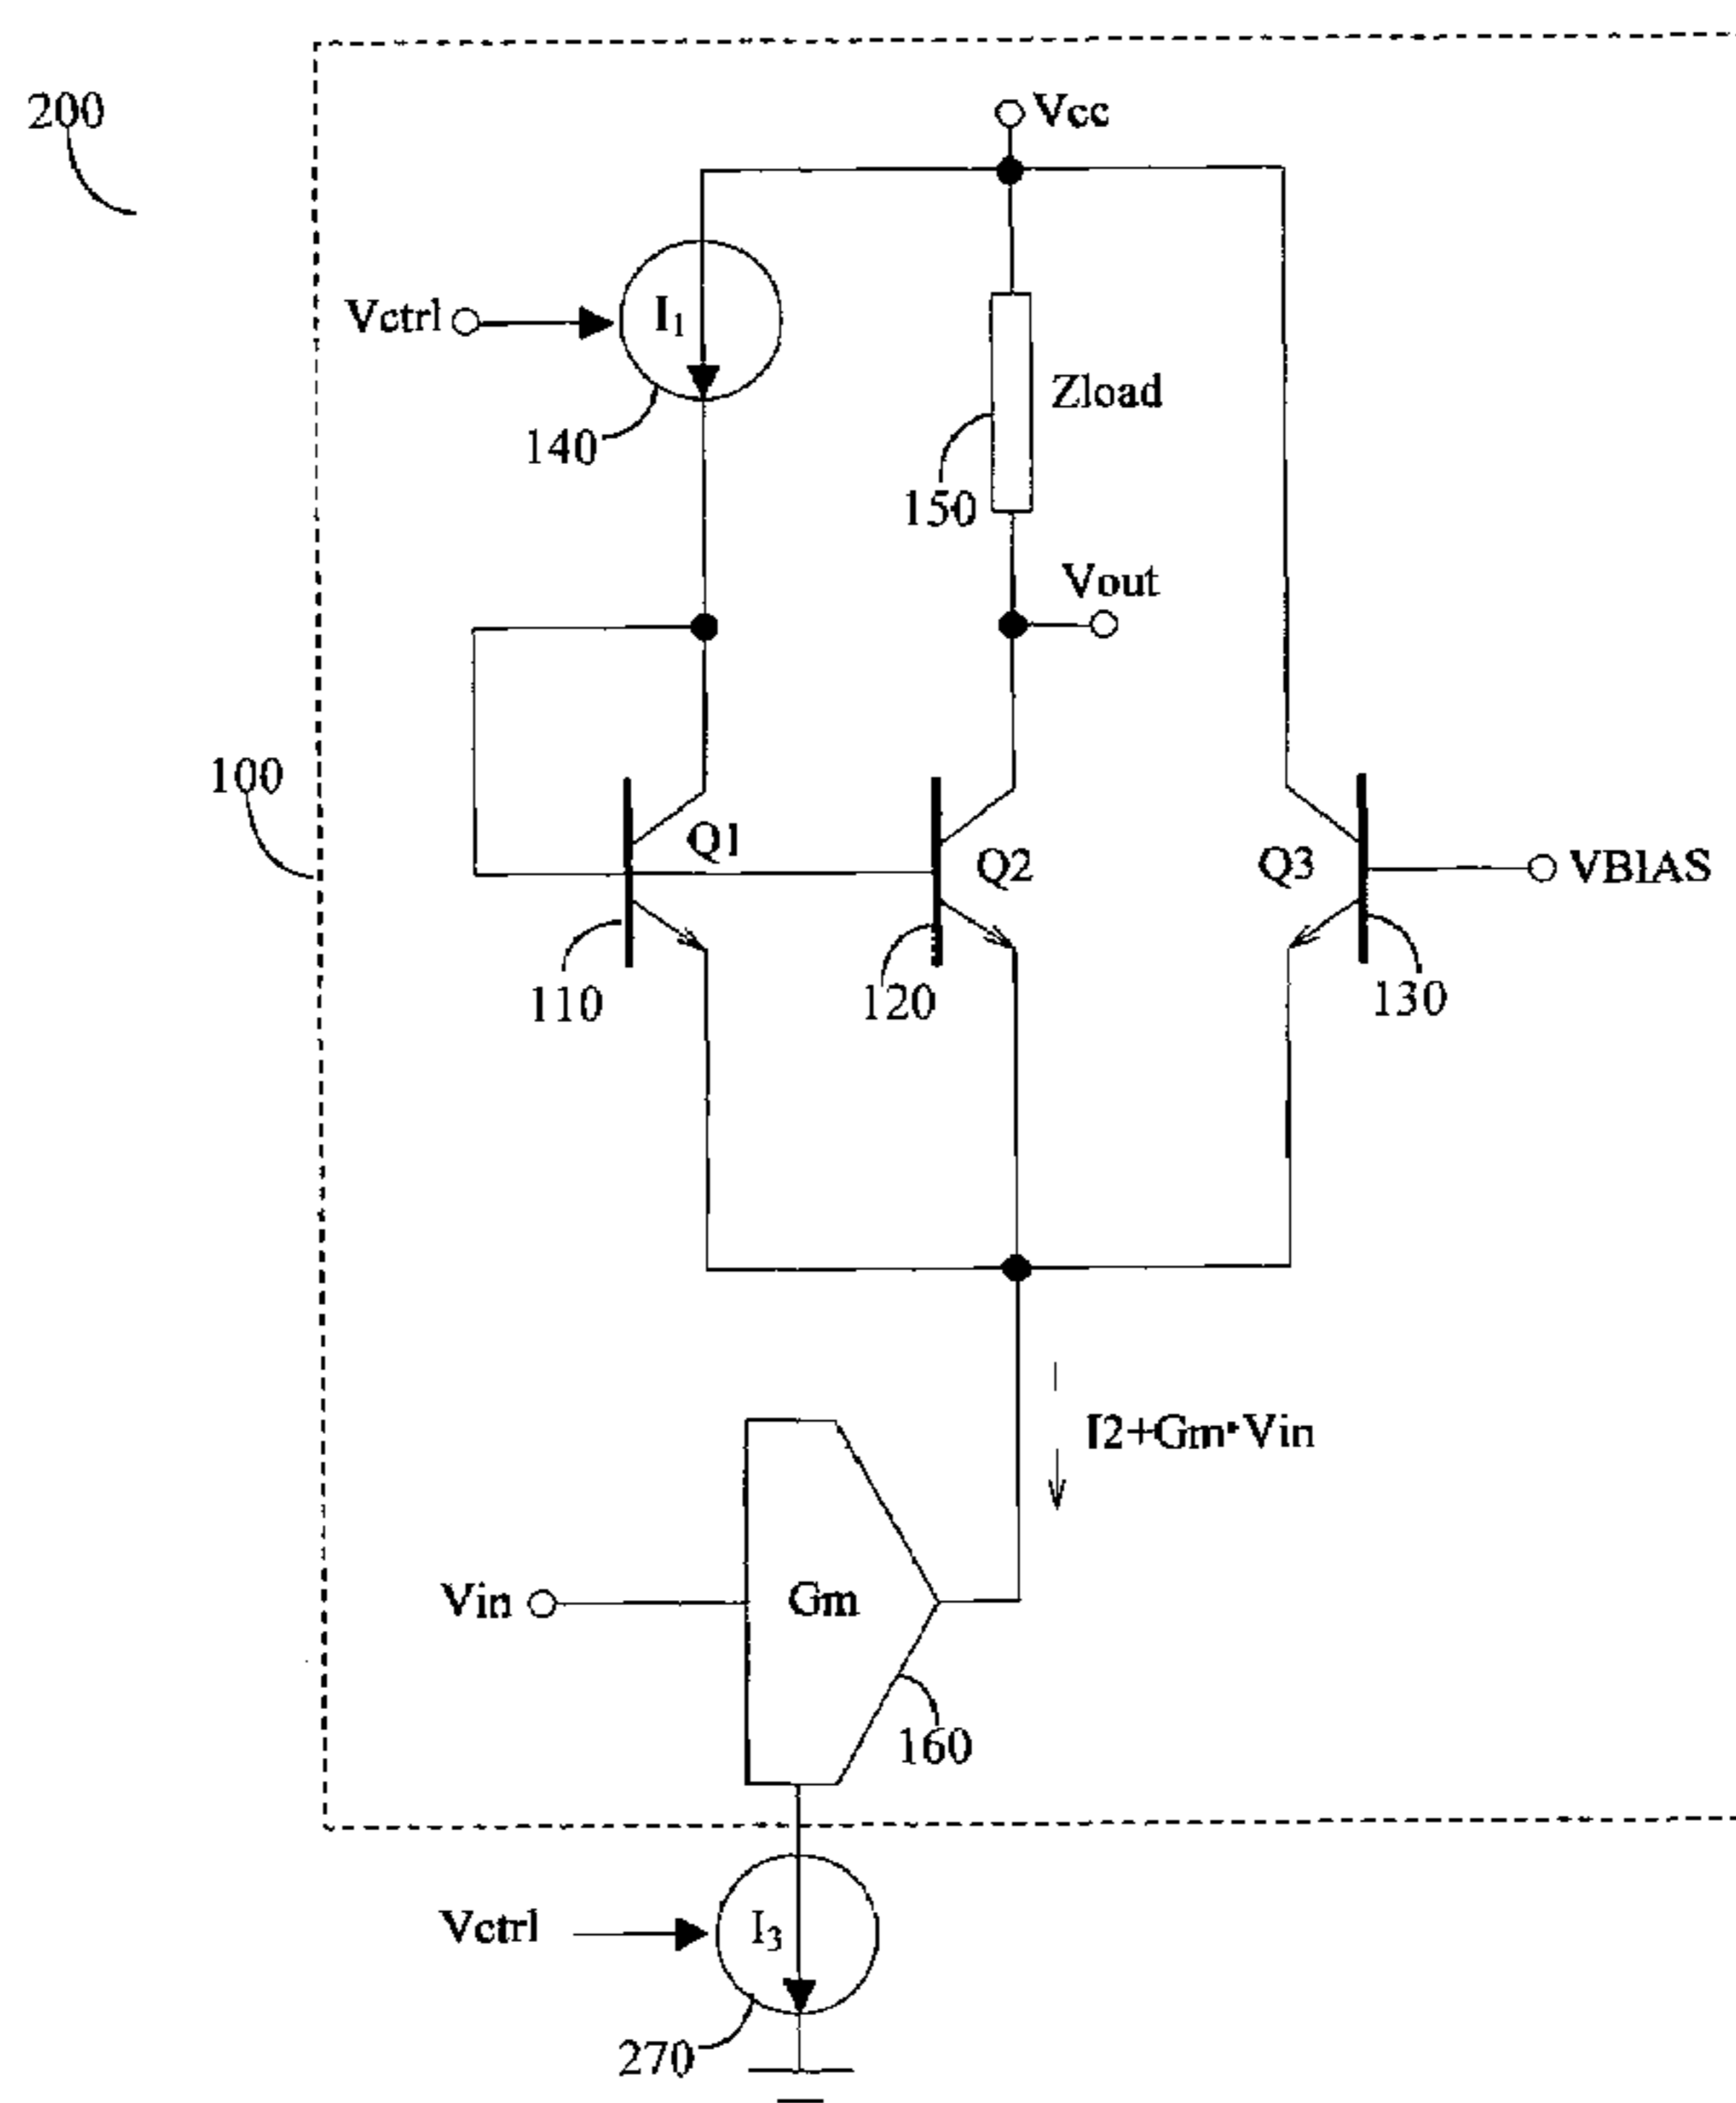 200
Vcc
Vctrl
I1
140
Zload
150
Vout
100
Q1
Q2
Q3
VBIAS
110
120
130
I2+Gm·Vin
Vin
Gm
160
Vctrl
I3
270